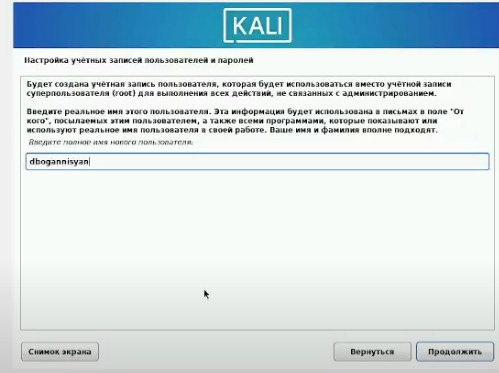 KALI
Настройка учётных записей пользователей и паролей
Будет создана учётная запись пользователя, которая будет использоваться вместо учётной записи
суперпользователя (root) для выполнения всех действий, не связанных с администрированием.
Введите реальное имя этого пользователя. Эта информация будет использована в письмах в поле "От
кого", посылаемых этим пользователем, а также всеми программами, которые показывают или
используют реальное имя пользователя в своей работе. Ваше имя и фамилия вполне подходят.
Введите полное имя нового пользователя:
dbogannisyan
Снимок экрана
Вернуться
Продолжить